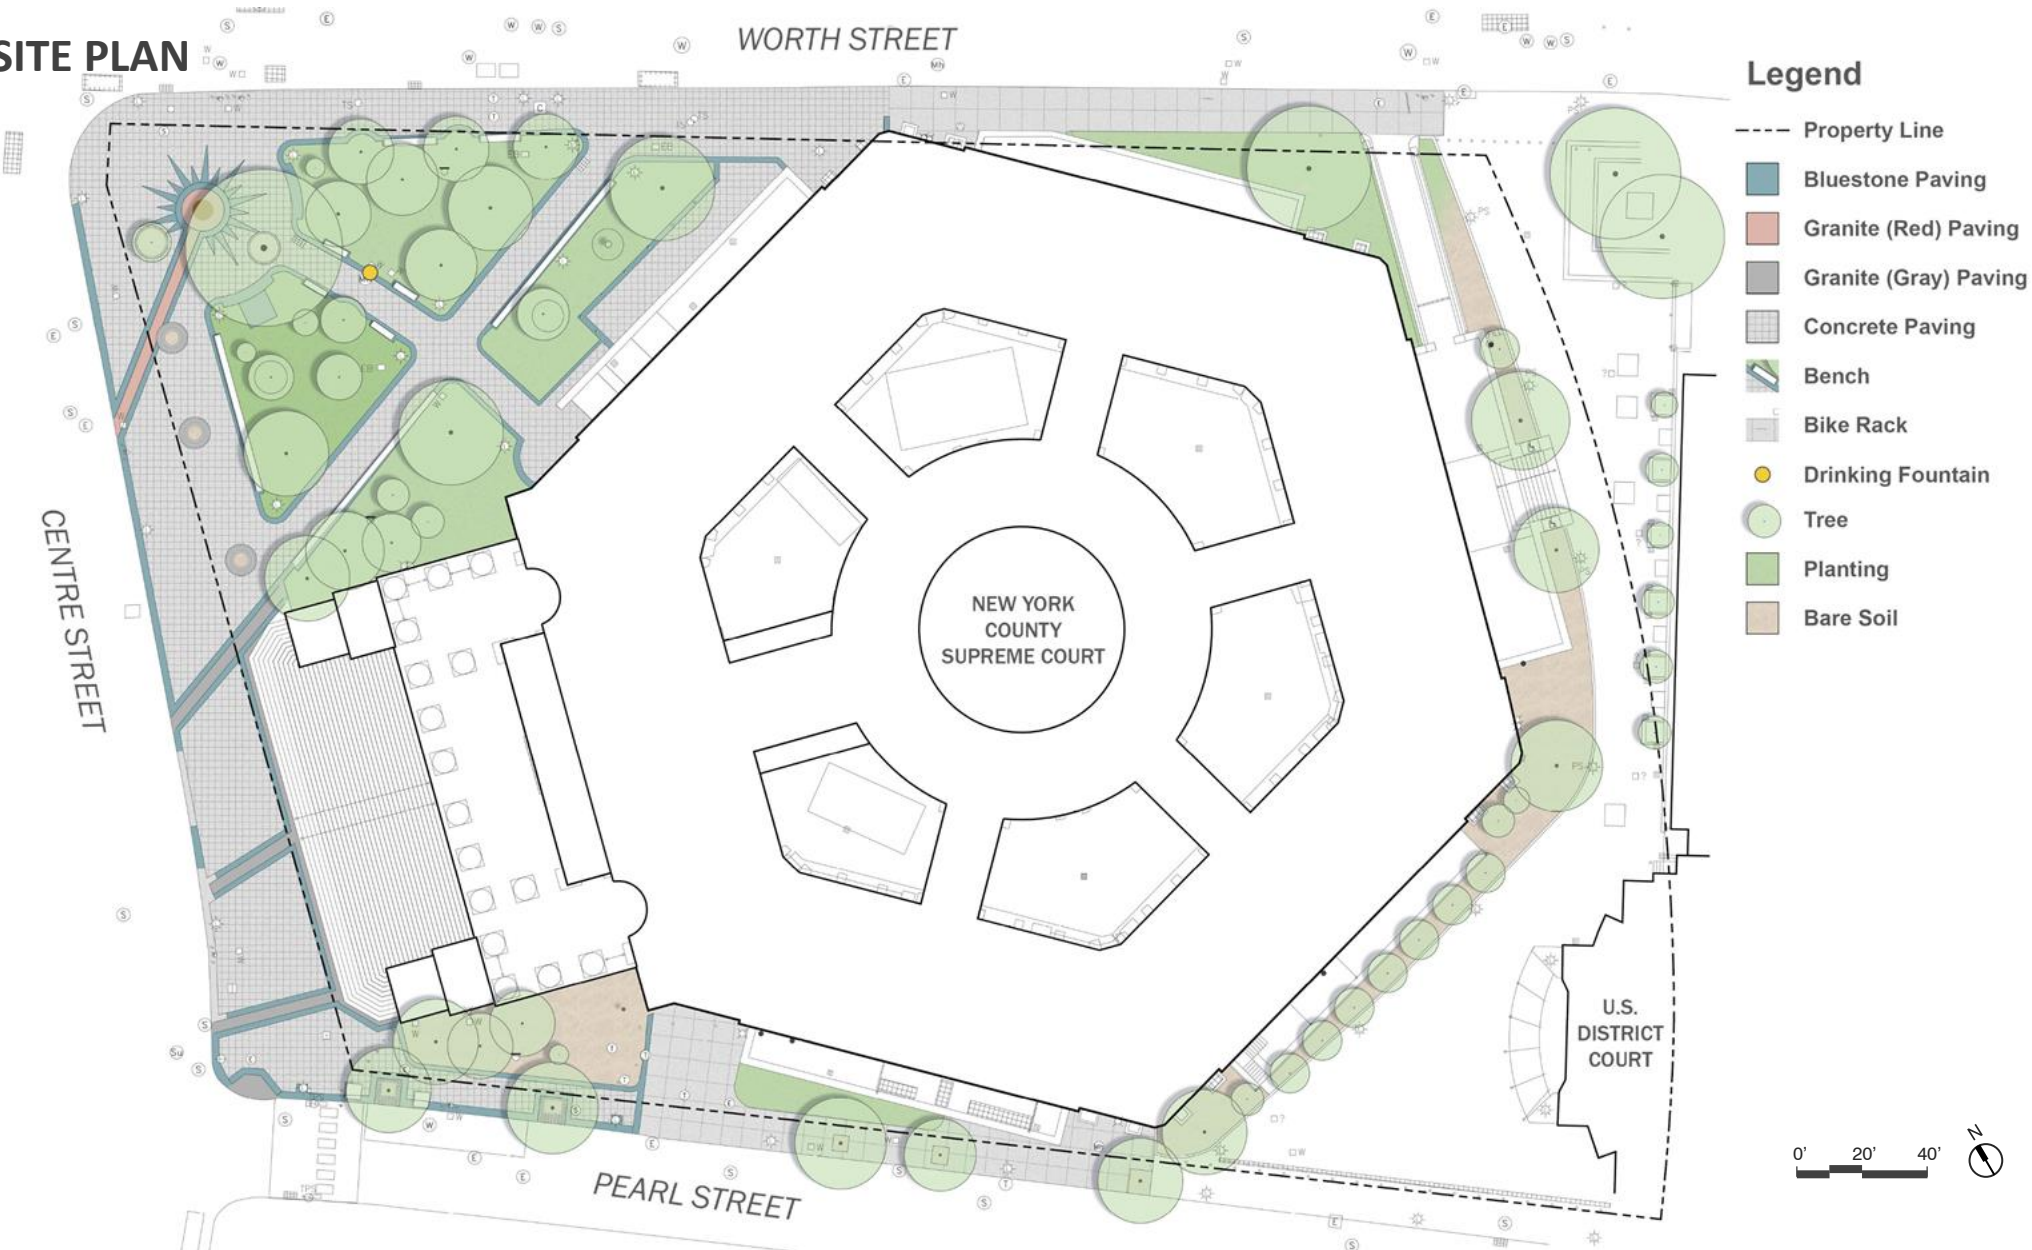 SITE PLAN
WORTH STREET
Legend
Property Line
Bluestone Paving
Granite (Red) Paving
Granite (Gray) Paving
Concrete Paving
Bench
Bike Rack
Drinking Fountain
Tree
Planting
Bare Soil
CENTRE STREET
NEW YORK
COUNTY
SUPREME COURT
U.S.
DISTRICT
COURT
PEARL STREET
0' 20' 40'
N